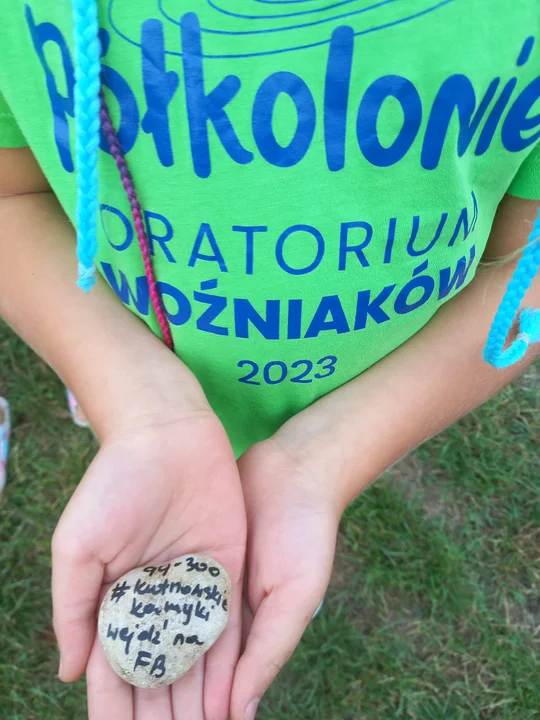 Półkolonie
ORATORIUM
WOŹNIAKÓW
2023
99-300
#kutnowskie
kamyki
wejdź na
FB